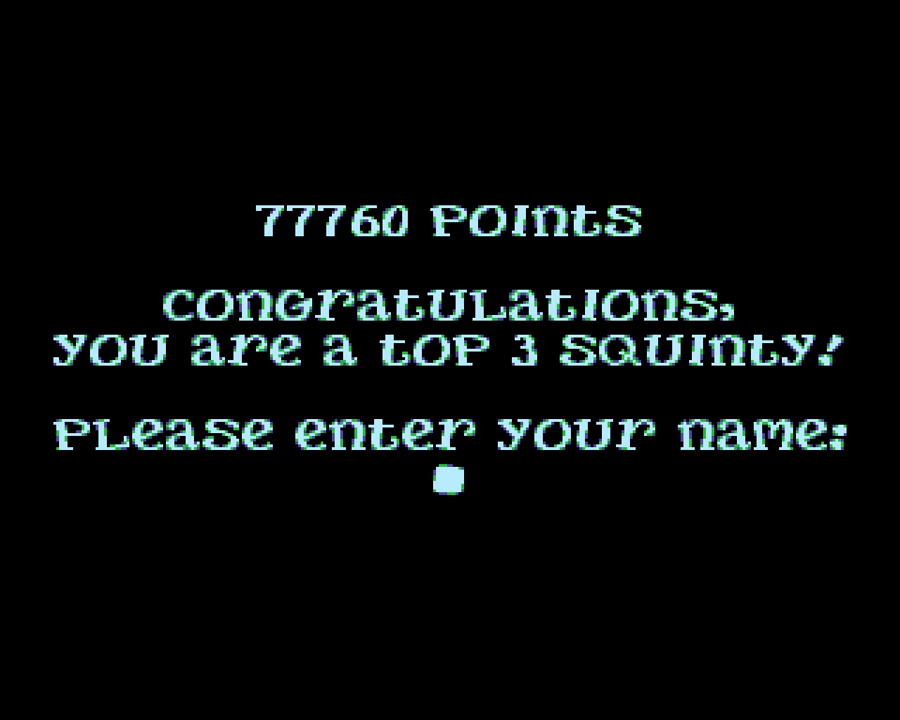 77760 POINTS
CONGRATULATIONS,
YOU ARE A TOP 3 SQUINTY!
PLEASE ENTER YOUR NAME: